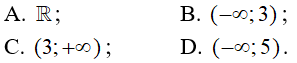 A. ℝ; B. (−∞;3);
C. (3;+∞); D. (−∞;5).